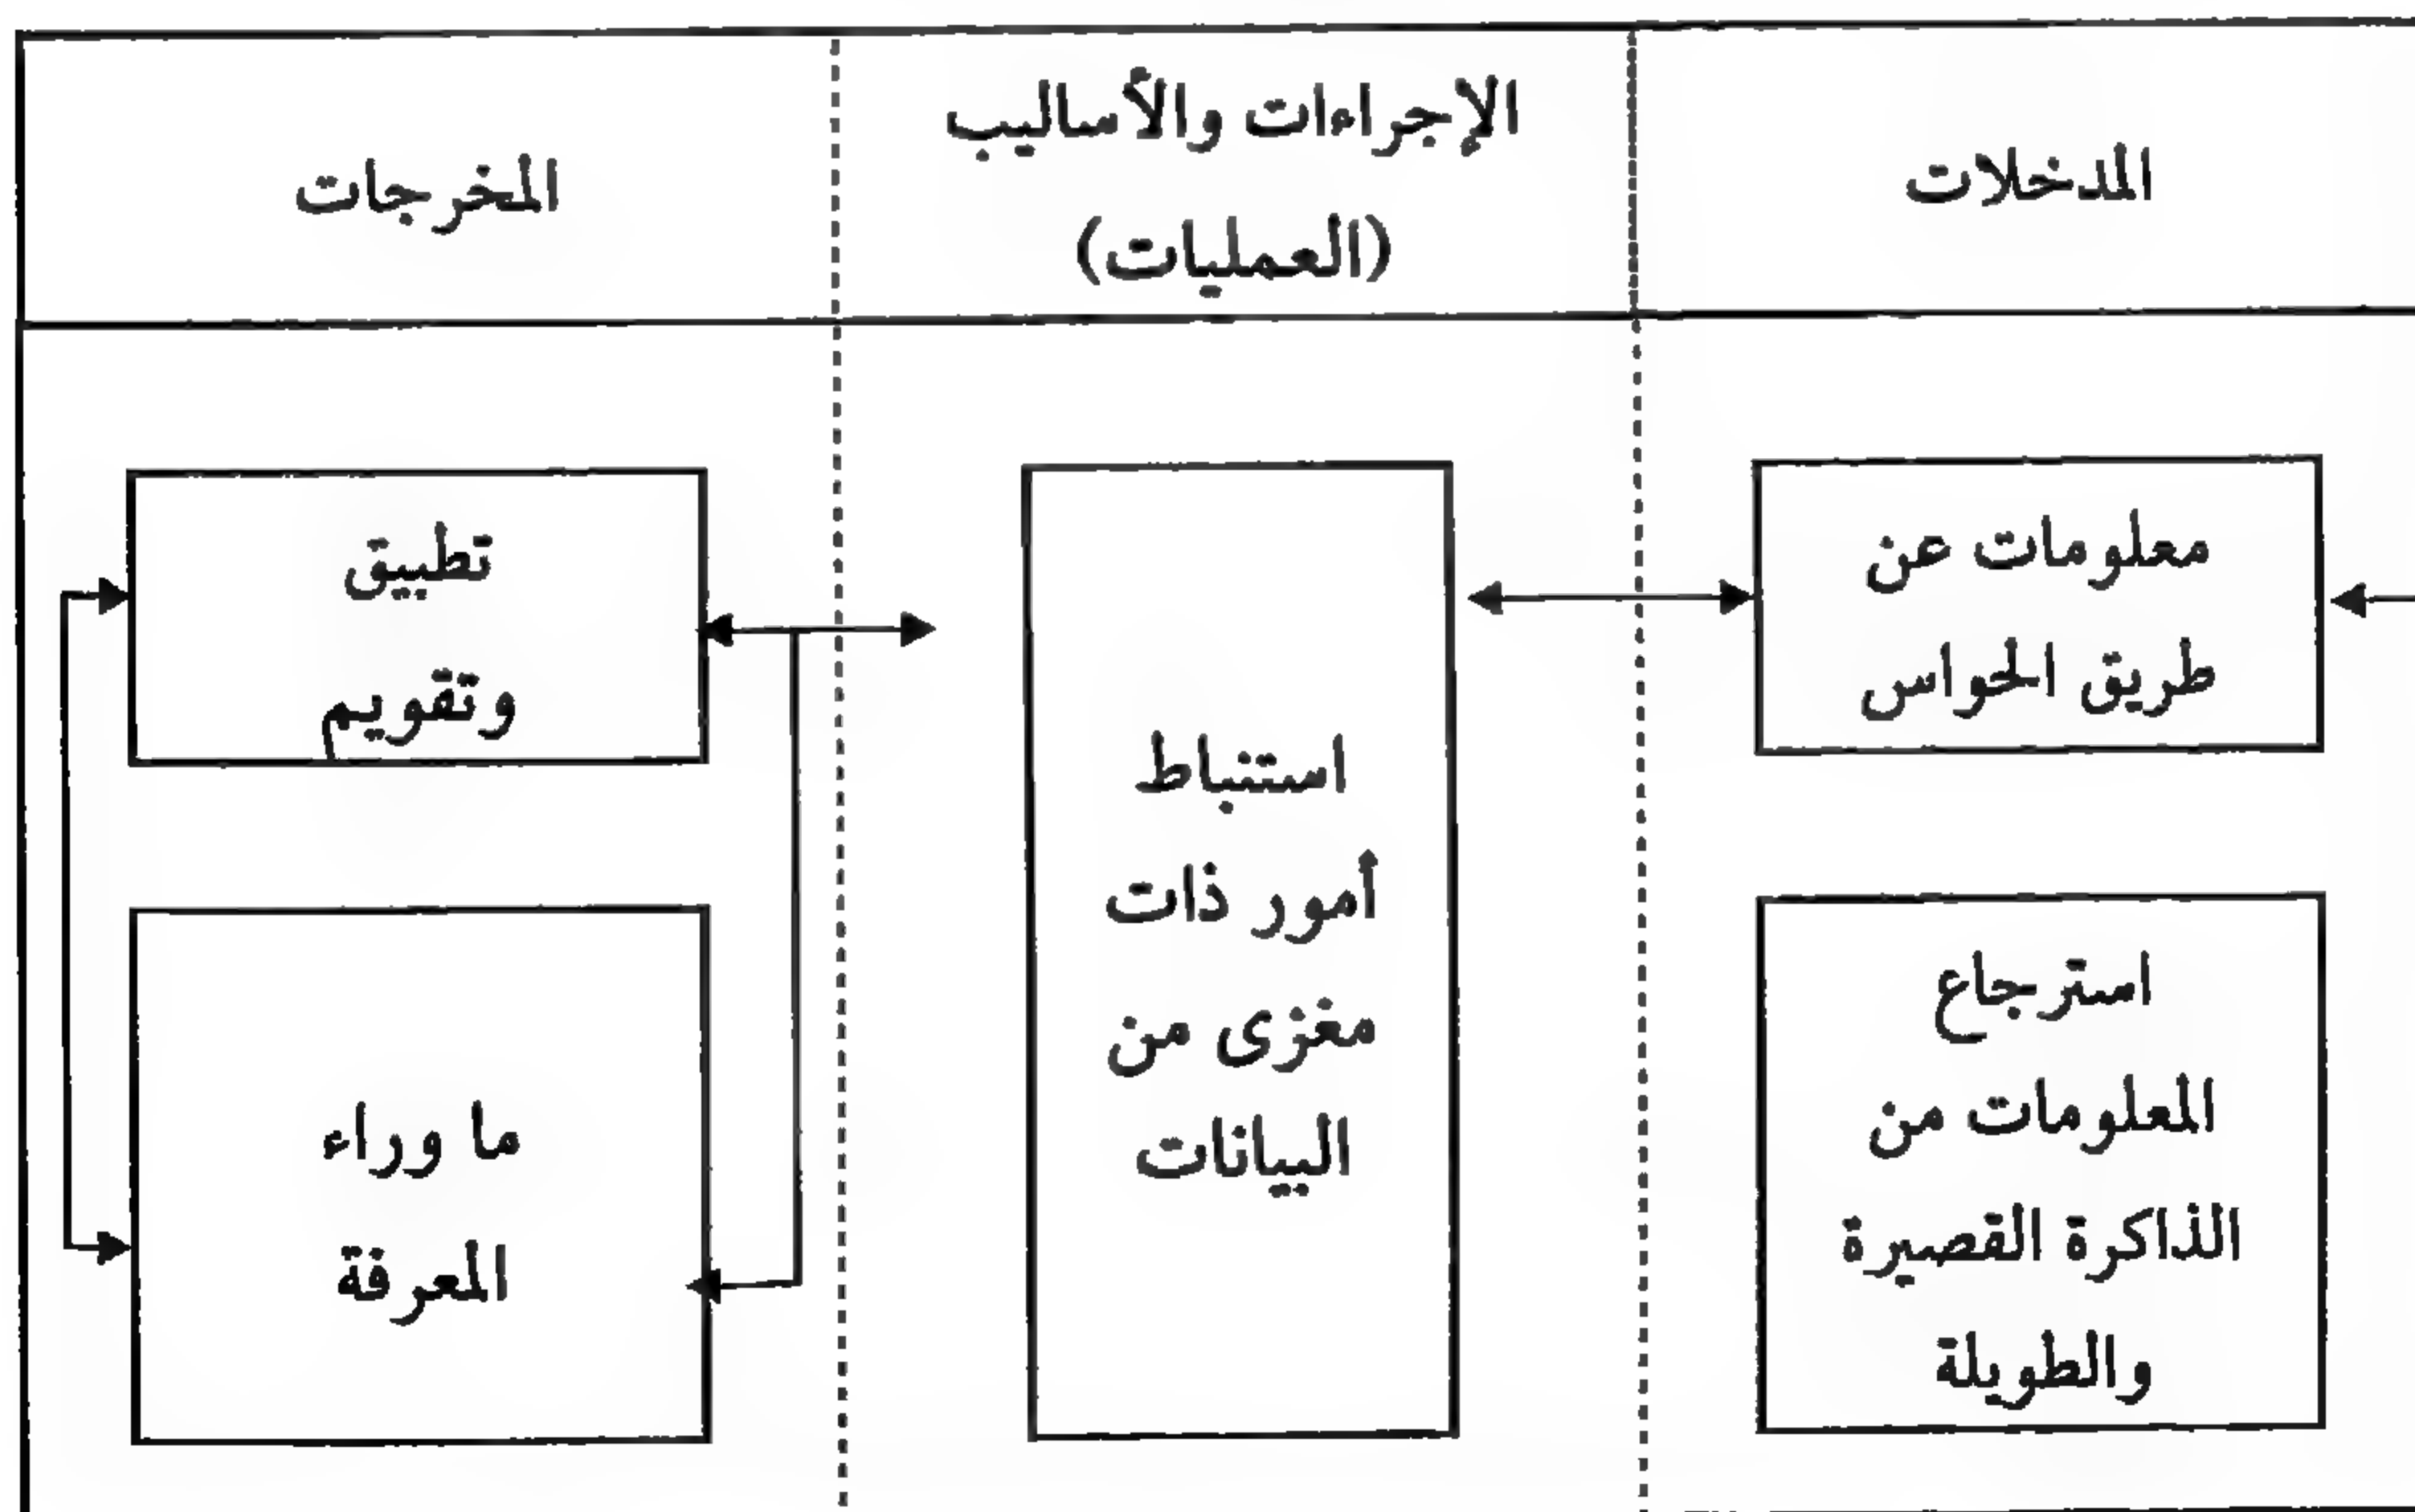 المدخلات
الإجراءات والأساليب
(العمليات)
المخرجات
معلومات عن
طريق الحواس
استرجاع
المعلومات من
الذاكرة القصيرة
والطويلة
استنباط
أمور ذات
مغزى من
البيانات
تطبيق
وتقويم
ما وراء
المعرفة